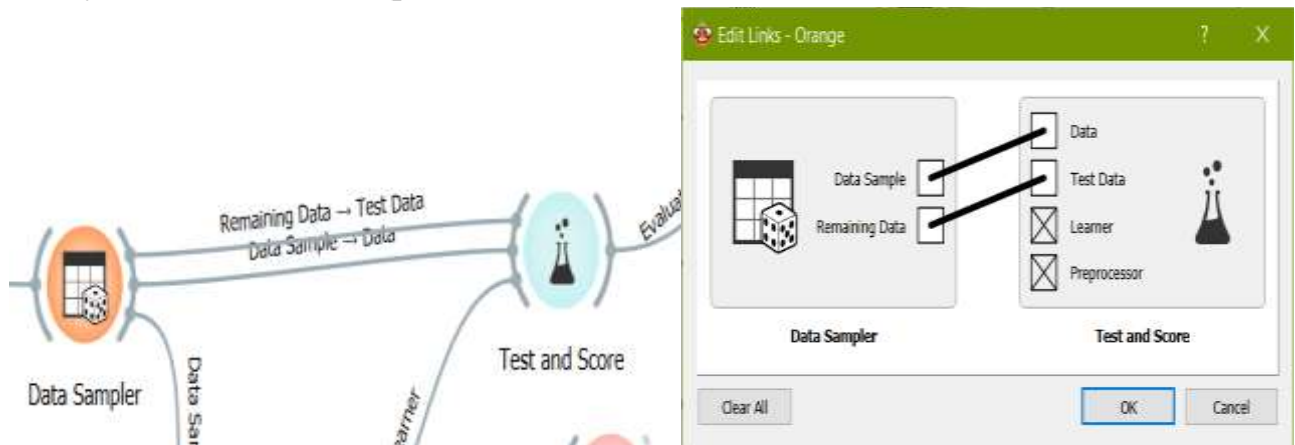 Remaining Data → Test Data
Data Sample → Data
Data Sampler
Test and Score
Edit Links - Orange
? X
Data Sample
Remaining Data
Data
Test Data
Learner
Preprocessor
Data Sampler
Test and Score
Clear All
OK
Cancel